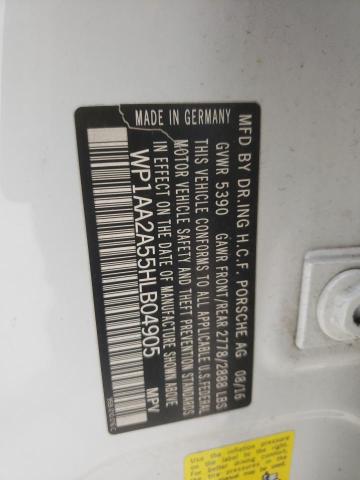 MFD BY DR.ING H.C.F. PORSCHE AG 08/16
GVWR 5390 GAWR FRONT/REAR 2778/2888 LBS
THIS VEHICLE CONFORMS TO ALL APPLICABLE U.S.FEDERAL
MOTOR VEHICLE SAFETY AND THEFT PREVENTION STANDARDS
IN EFFECT ON THE DATE OF MANUFACTURE
WP1AA2A55HLB04905 MPV
MADE IN GERMANY